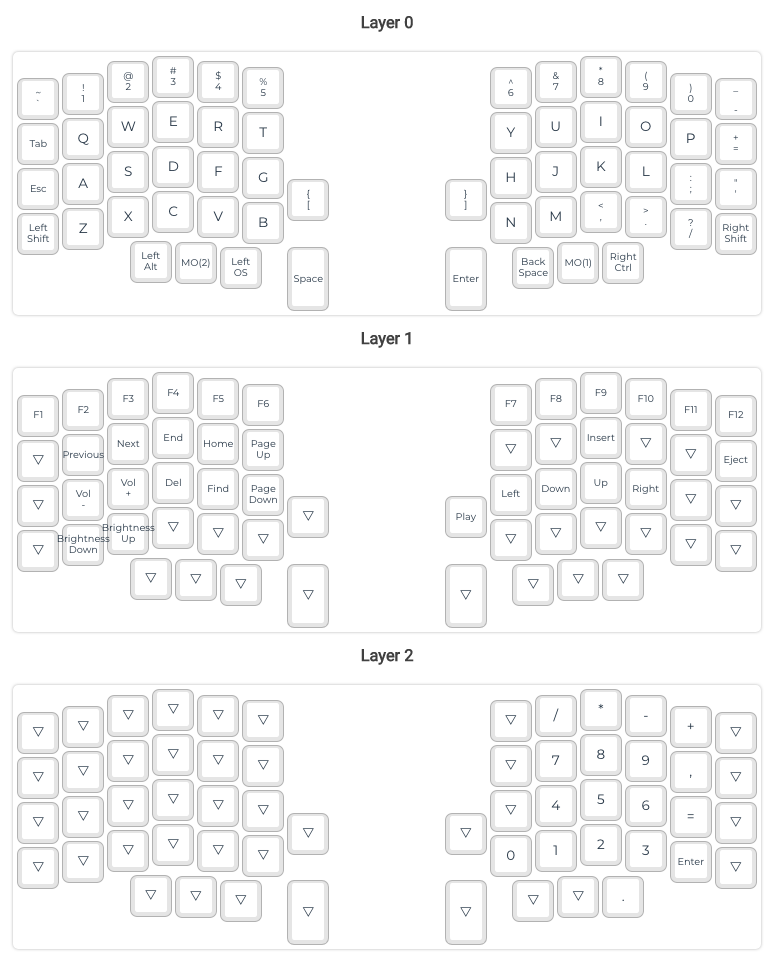 Layer 0
~ ! @ # $ % ^ & * ( ) _
` 1 2 3 4 5 6 7 8 9 0 -
Tab Q W E R T Y U I O P +
=
Esc A S D F G H J K L : "
; '
{ }
[ ]
Left Z X C V B N M < > ? Right
Shift , . / Shift
Left MO(2) Left Space Enter Back MO(1) Right
Alt OS Space Ctrl
Layer 1
F1 F2 F3 F4 F5 F6 F7 F8 F9 F10 F11 F12
▽ Previous Next End Home Page ▽ ▽ Insert ▽ ▽ Eject
Up
▽ Vol Vol Del Find Page Left Down Up Right ▽ ▽
- + Down
▽ Play
▽ Brightness Brightness ▽ ▽ ▽ ▽ ▽ ▽ ▽ ▽ ▽
Down Up
▽ ▽ ▽ ▽ ▽ ▽ ▽ ▽
Layer 2
▽ ▽ ▽ ▽ ▽ ▽ ▽ / * - + ▽
▽ ▽ ▽ ▽ ▽ ▽ ▽ 7 8 9 , ▽
▽ ▽ ▽ ▽ ▽ ▽ ▽ 4 5 6 = ▽
▽ ▽
▽ ▽ ▽ ▽ ▽ ▽ 0 1 2 3 Enter ▽
▽ ▽ ▽ ▽ ▽ ▽ ▽ .